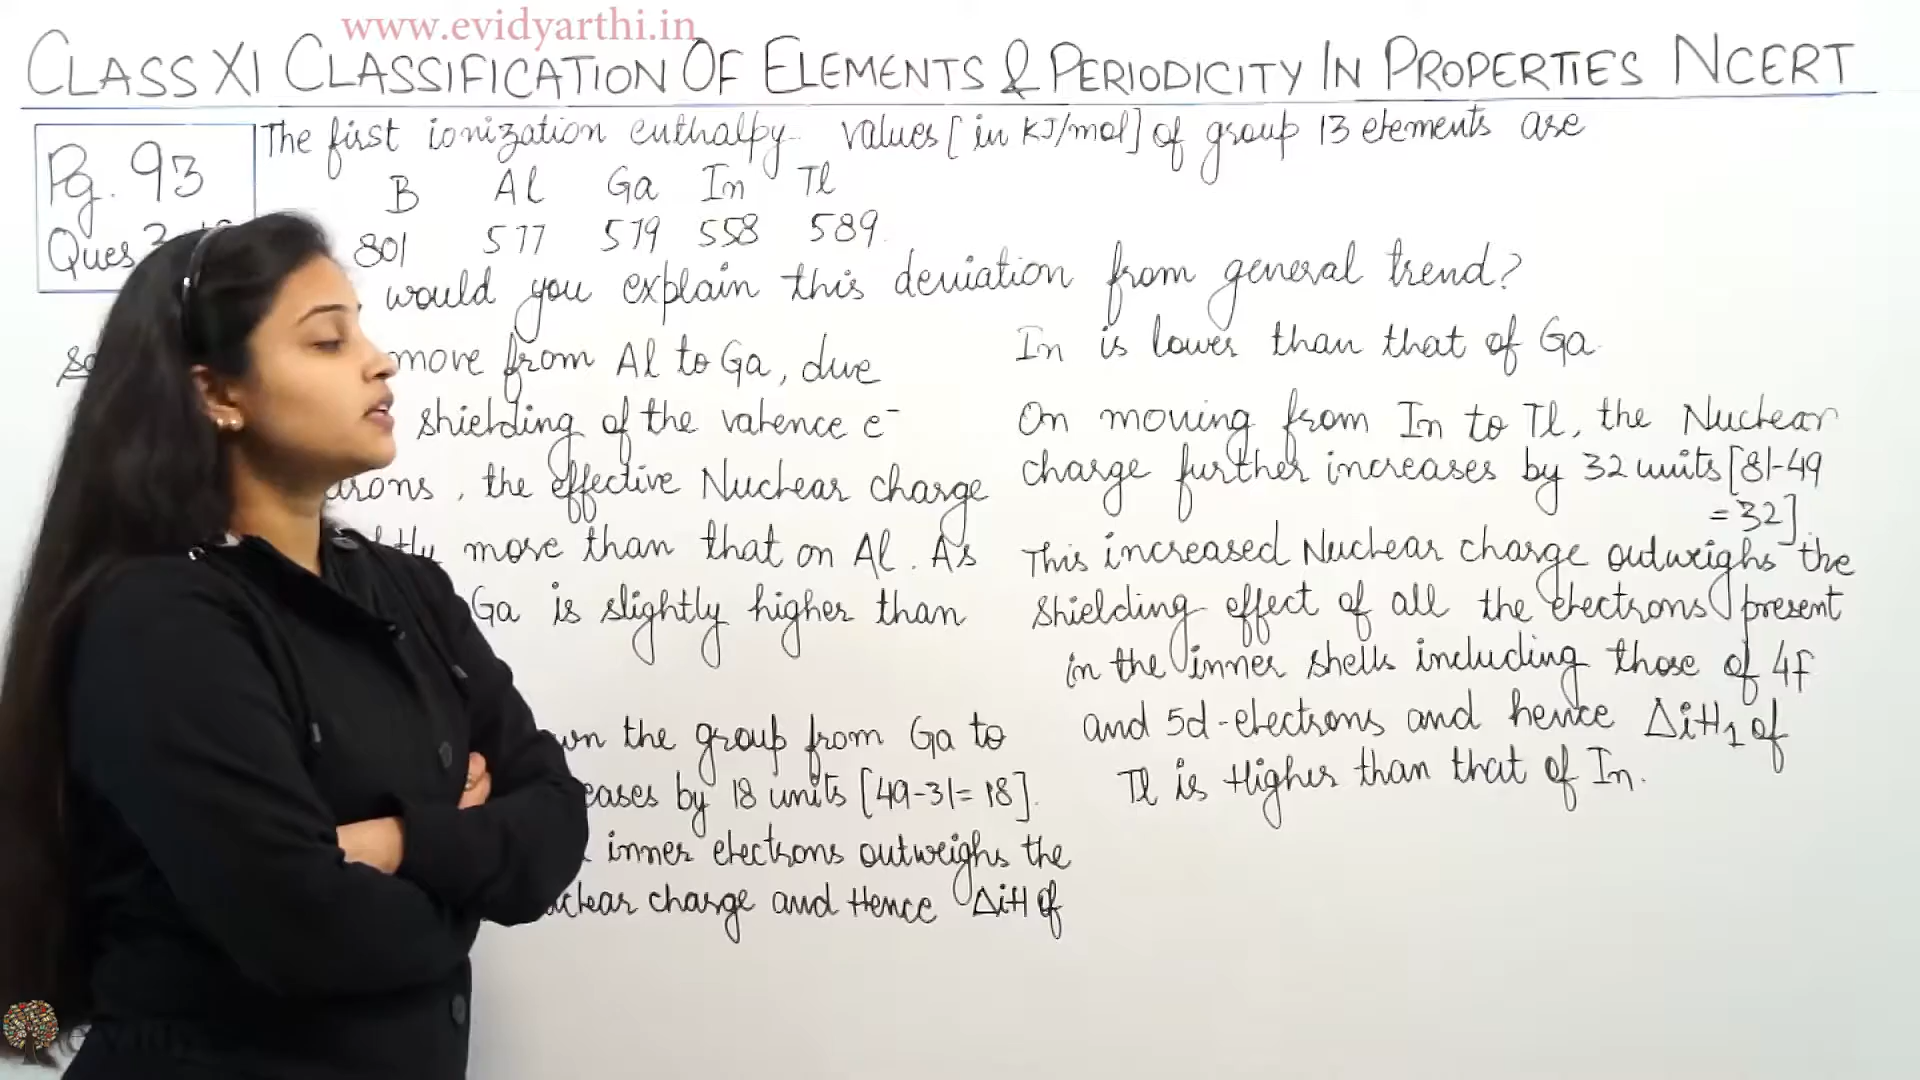 www.evidyarthi.in
CLASS XI CLASSIFICATION OF ELEMENTS & PERIODICITY IN PROPERTIES NCERT
Pg. 93
Ques
The first ionization enthalpy values [in KJ/mol] of group 13 elements are
B Al Ga In Tl
801 577 579 558 589
would you explain this deviation from general trend?
move from Al to Ga, due
shielding of the valence e⁻
, the effective Nuclear charge
more than that on Al. As
Ga is slightly higher than
the group from Ga to
by 18 units [49-31=18].
inner electrons outweighs the
charge and Hence ΔiH of
In is lower than that of Ga
On moving from In to Tl, the Nuclear
charge further increases by 32 units [81-49
=32].
This increased Nuclear charge outweighs the
shielding effect of all the electrons present
in the inner shells including those of 4f
and 5d-electrons and hence ΔiH1 of
Tl is Higher than that of In.